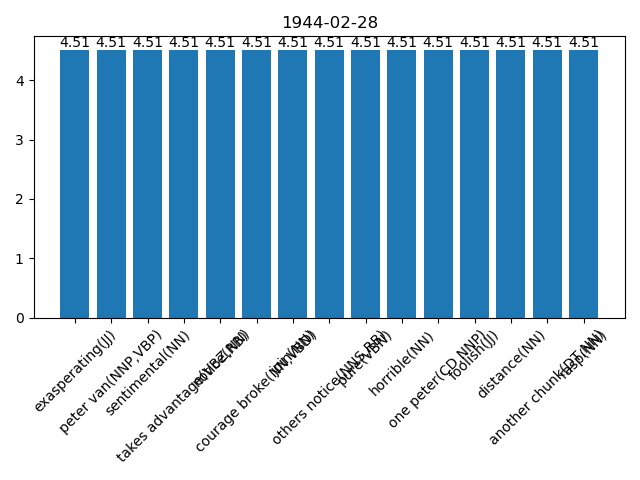 1944-02-28
4.51 4.51 4.51 4.51 4.51 4.51 4.51 4.51 4.51 4.51 4.51 4.51 4.51 4.51 4.51
4
3
2
1
0
exasperating(JJ)
peter van(NNP VBP)
sentimental(NN)
takes advantage(VBZ NN)
courage broke(NN VBD)
others notice(NNS RB)
pure(VBN)
horrible(NN)
one peter(CD NNP)
foolish(JJ)
distance(NN)
another chunk(DT NN)